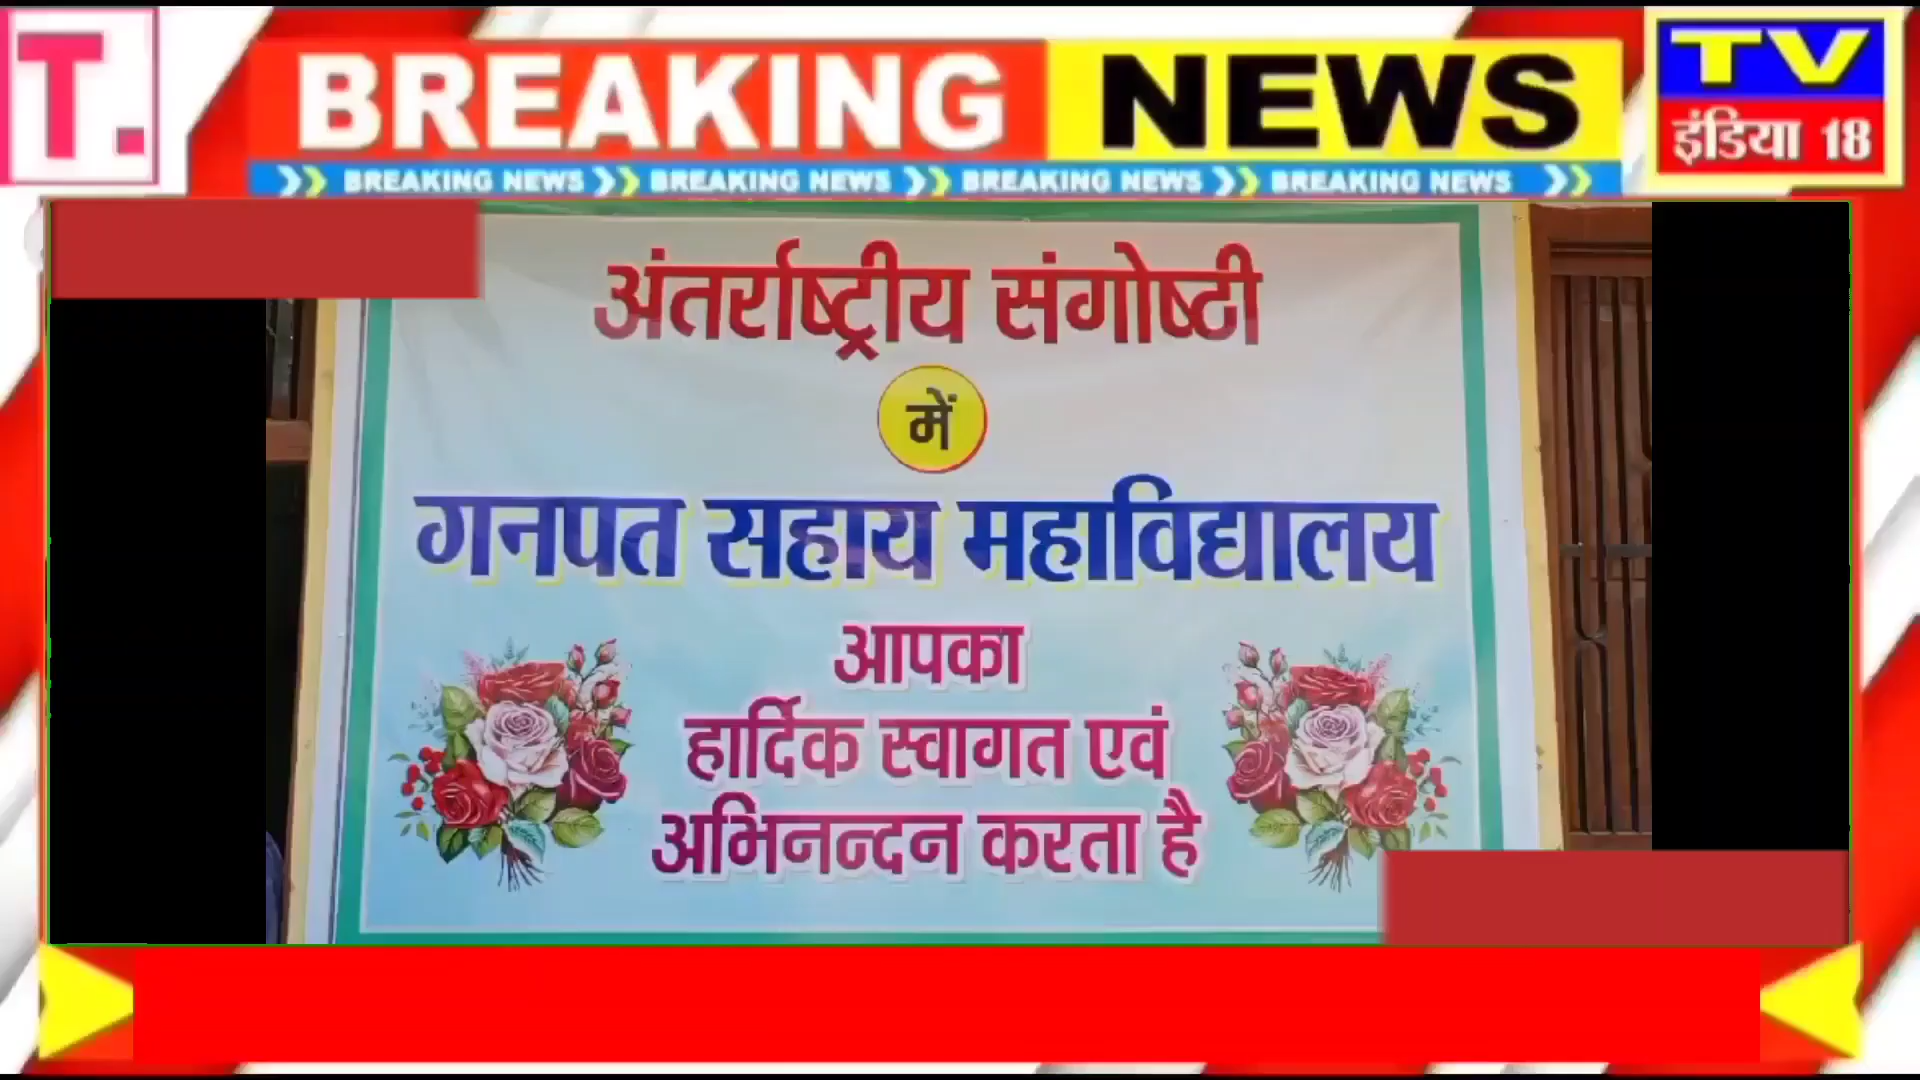 T.
BREAKING NEWS
TV
इंडिया 18
BREAKING NEWS BREAKING NEWS BREAKING NEWS BREAKING NEWS
अंतर्राष्ट्रीय संगोष्टी
में
गनपत सहाय महाविद्यालय
आपका
हार्दिक स्वागत एवं
अभिनन्दन करता है